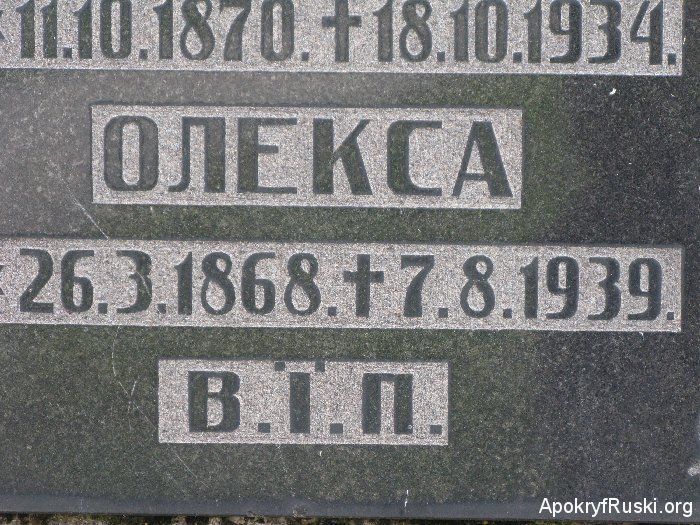 * 11.10.1870. † 18.10.1934.
ОЛЕКСА
* 26.3.1868. † 7.8.1939.
В.Ї.П.
ApokryfRuski.org